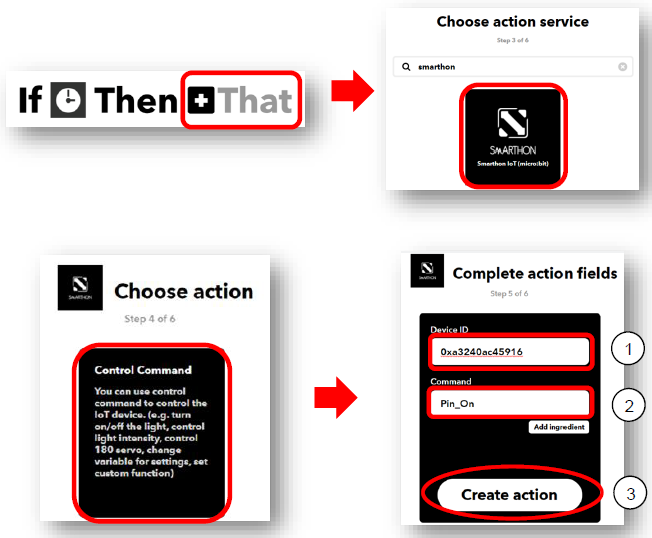 If Then +That
Choose action service
Step 3 of 6
smarthon
SMARTHON
Smarthon IoT (micro:bit)
SMARTHON
Choose action
Step 4 of 6
Control Command
You can use control
command to control the
IoT device. (e.g. turn
on/off the light, control
light intensity, control
180 servo, change
variable for settings, set
custom function)
SMARTHON
Complete action fields
Step 5 of 6
Device ID
0xa3240ac45916
1
Command
Pin_On
2
Add ingredient
Create action
3